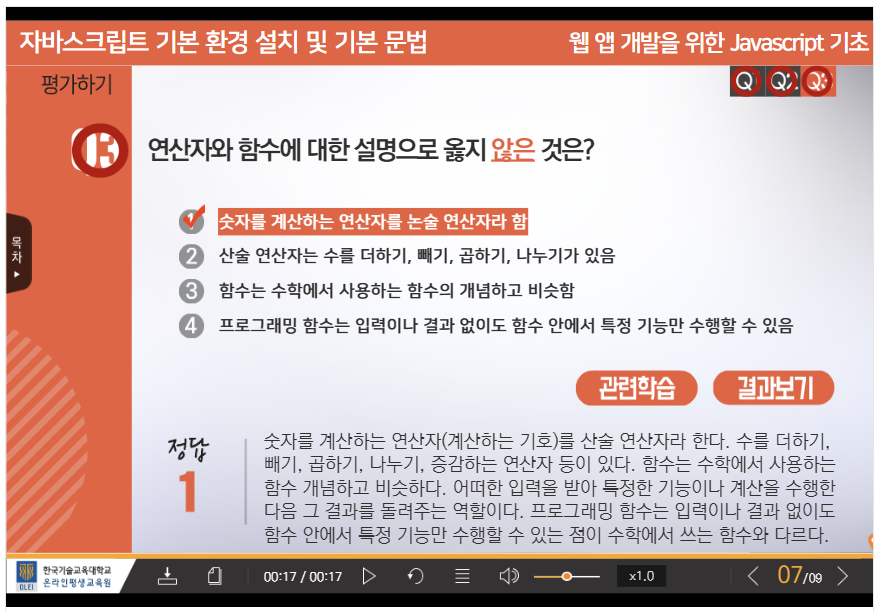 자바스크립트 기본 환경 설치 및 기본 문법
웹 앱 개발을 위한 Javascript 기초
평가하기
연산자와 함수에 대한 설명으로 옳지 않은 것은?
1 숫자를 계산하는 연산자를 논술 연산자라 함
2 산술 연산자는 수를 더하기, 빼기, 곱하기, 나누기가 있음
3 함수는 수학에서 사용하는 함수의 개념하고 비슷함
4 프로그래밍 함수는 입력이나 결과 없이도 함수 안에서 특정 기능만 수행할 수 있음
목차
관련학습
결과보기
정답
1
숫자를 계산하는 연산자(계산하는 기호)를 산술 연산자라 한다. 수를 더하기,
빼기, 곱하기, 나누기, 증감하는 연산자 등이 있다. 함수는 수학에서 사용하는
함수 개념하고 비슷하다. 어떠한 입력을 받아 특정한 기능이나 계산을 수행한
다음 그 결과를 돌려주는 역할이다. 프로그래밍 함수는 입력이나 결과 없이도
함수 안에서 특정 기능만 수행할 수 있는 점이 수학에서 쓰는 함수와 다르다.
OLEI
한국기술교육대학교
온라인평생교육원
00:17 / 00:17
x1.0
07/09